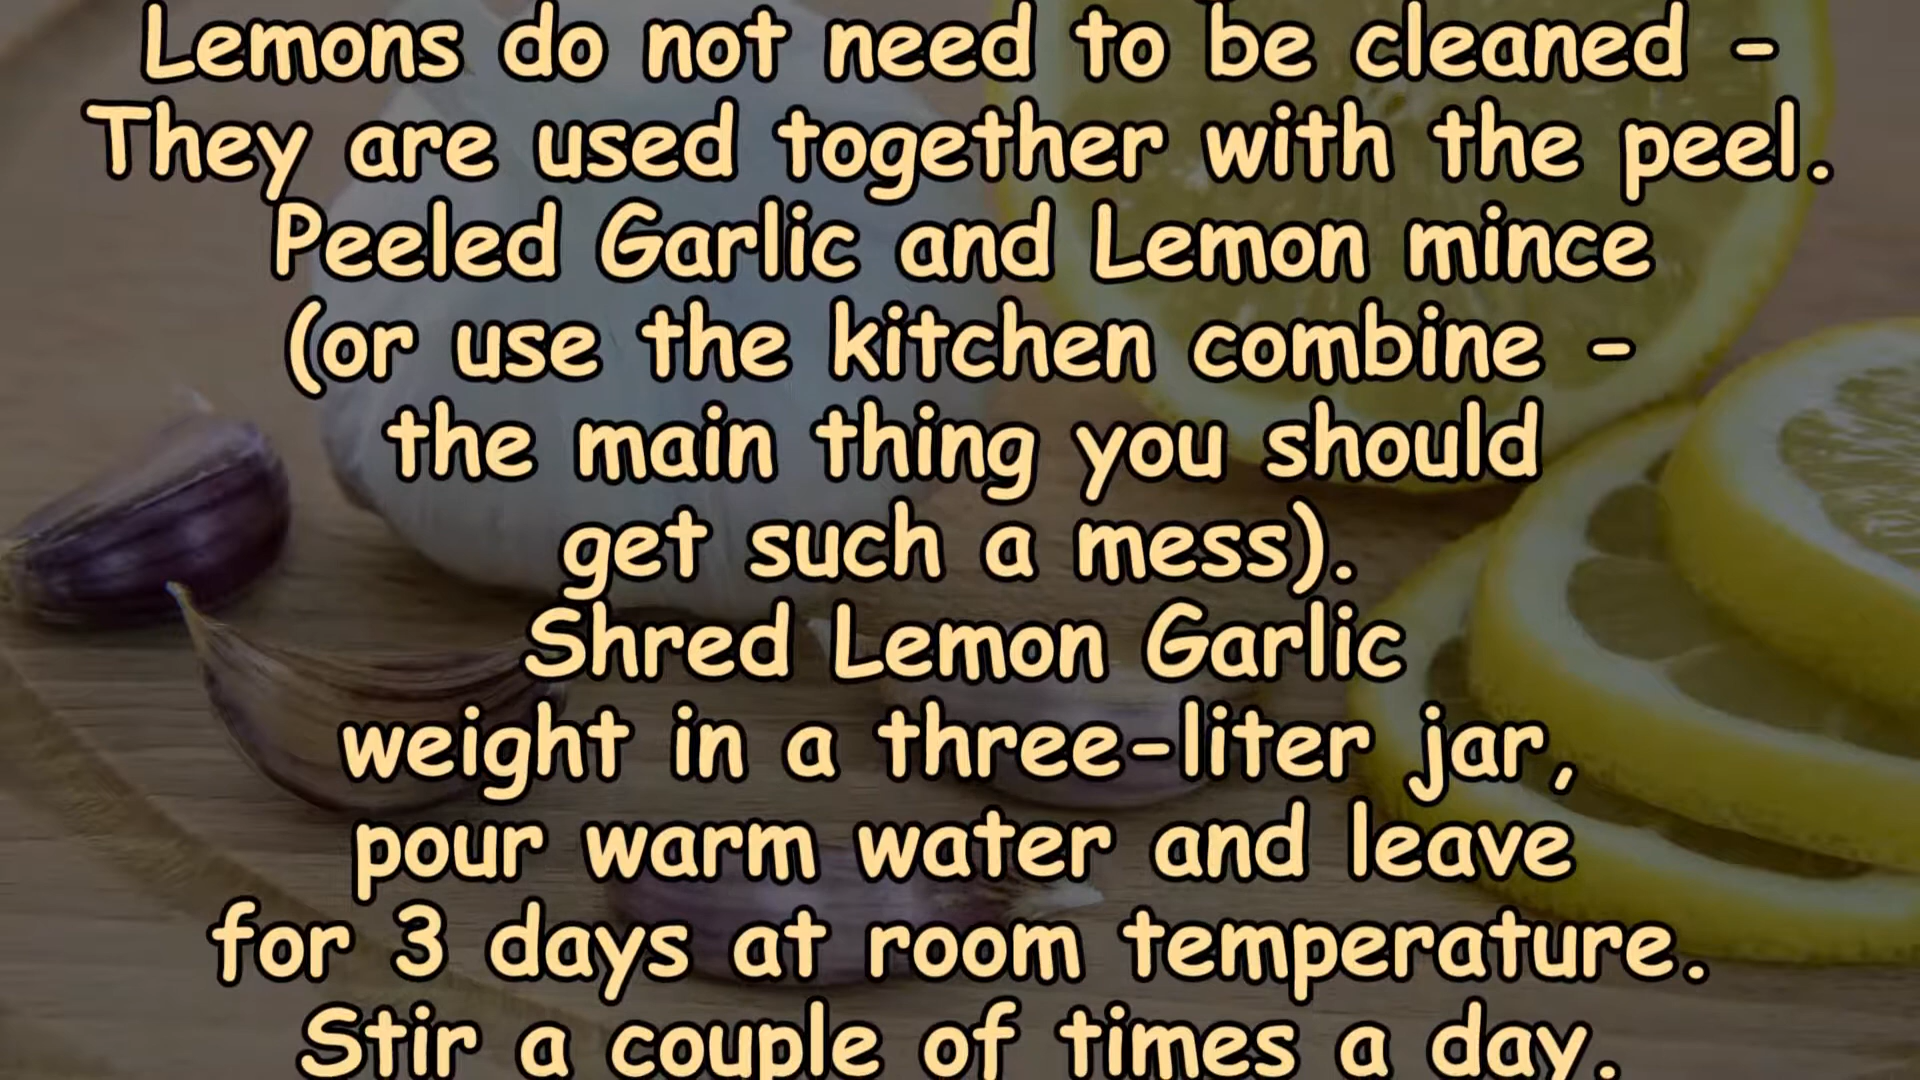 Lemons do not need to be cleaned -
They are used together with the peel.
Peeled Garlic and Lemon mince
(or use the kitchen combine -
the main thing you should
get such a mess).
Shred Lemon Garlic
weight in a three-liter jar,
pour warm water and leave
for 3 days at room temperature.
Stir a couple of times a day.